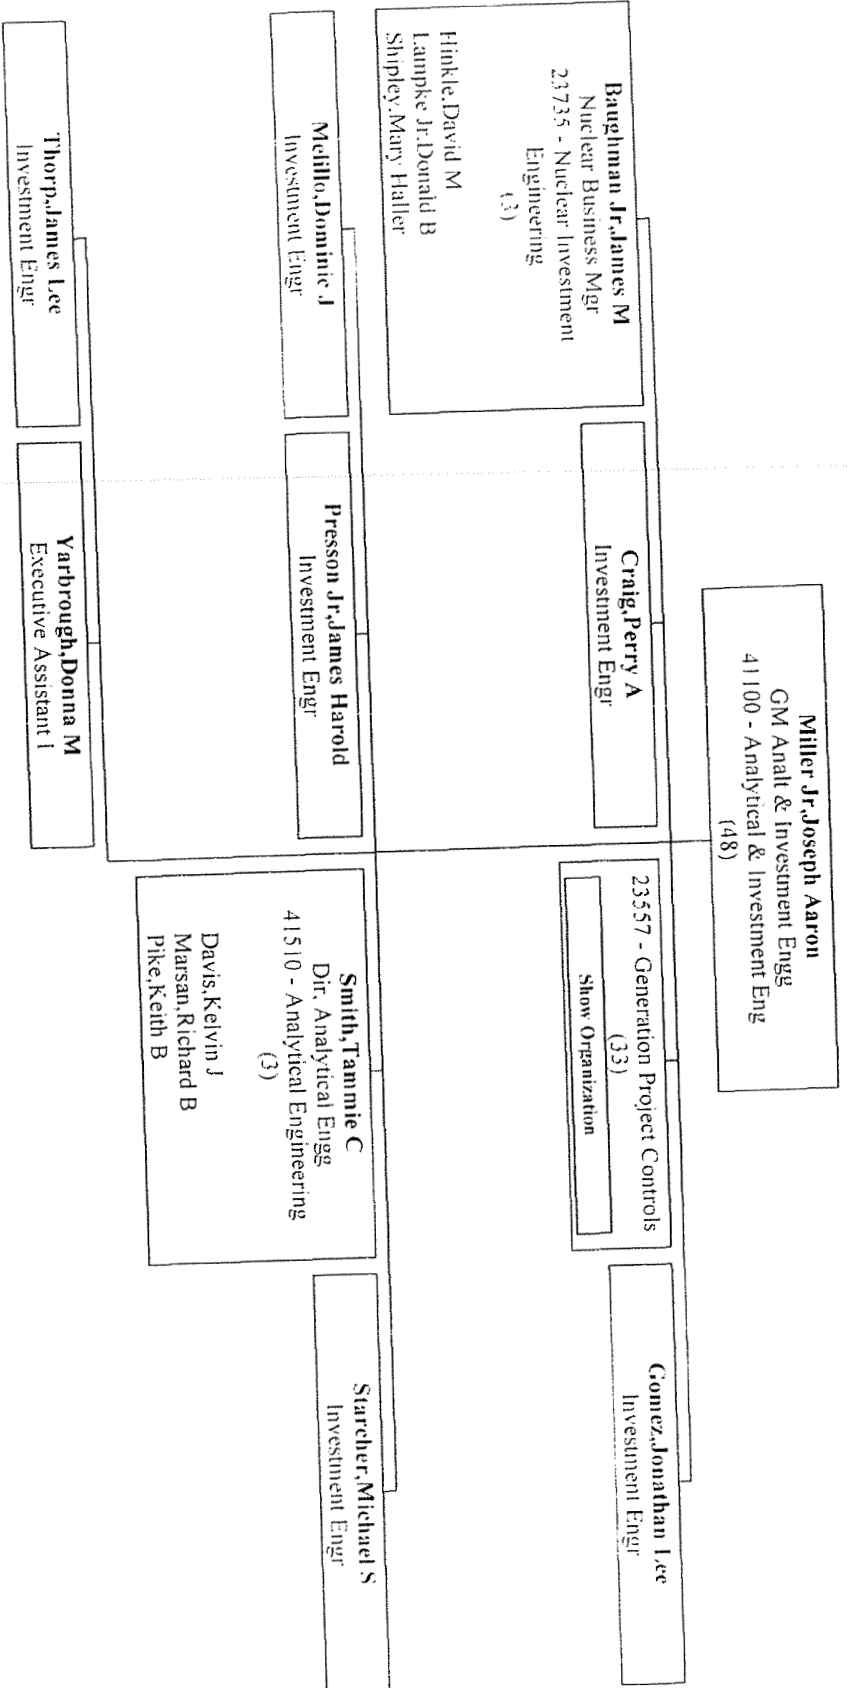 Miller Jr,Joseph Aaron
GM Analt & Investment Engg
41100 - Analytical & Investment Eng
(48)
Baughman Jr,James M
Nuclear Business Mgr
23735 - Nuclear Investment
Engineering
(3)
Hinkle,David M
Lampke Jr,Donald B
Shipley,Mary Haller
Craig,Perry A
Investment Engr
23557 - Generation Project Controls
(33)
Show Organization
Gomez,Jonathan Lee
Investment Engr
Melillo,Dominic J
Investment Engr
Presson Jr,James Harold
Investment Engr
Smith,Tammie C
Dir, Analytical Engg
41510 - Analytical Engineering
(3)
Davis,Kelvin J
Marsan,Richard B
Pike,Keith B
Starcher,Michael S
Investment Engr
Thorp,James Lee
Investment Engr
Yarbrough,Donna M
Executive Assistant I